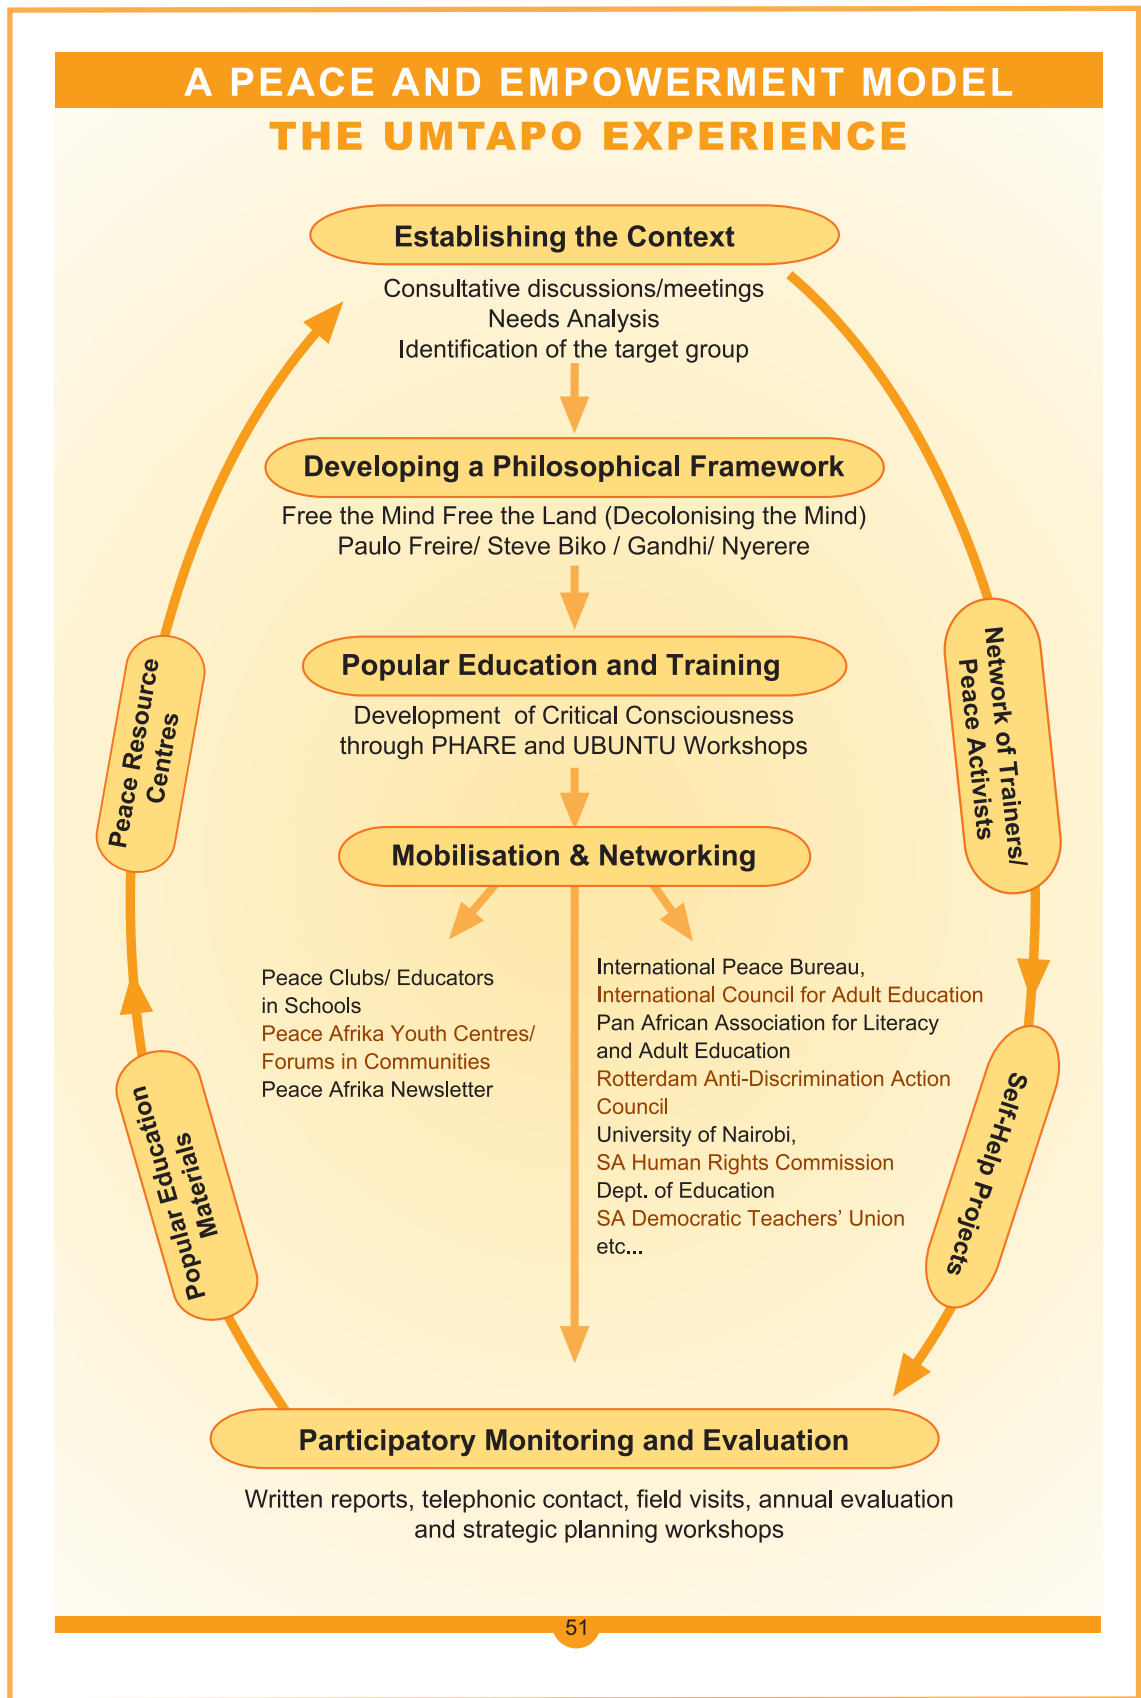 A PEACE AND EMPOWERMENT MODEL
THE UMTAPO EXPERIENCE
Establishing the Context
Consultative discussions/meetings
Needs Analysis
Identification of the target group
Developing a Philosophical Framework
Free the Mind Free the Land (Decolonising the Mind)
Paulo Freire/ Steve Biko / Gandhi/ Nyerere
Popular Education and Training
Development  of Critical Consciousness
through PHARE and UBUNTU Workshops
Mobilisation & Networking
Peace Clubs/ Educators
in Schools
Peace Afrika Youth Centres/
Forums in Communities
Peace Afrika Newsletter
International Peace Bureau,
International Council for Adult Education
Pan African Association for Literacy
and Adult Education
Rotterdam Anti-Discrimination Action
Council
University of Nairobi,
SA Human Rights Commission
Dept. of Education
SA Democratic Teachers’ Union
etc...
Network of Trainers/
Peace Activists
Self-Help Projects
Participatory Monitoring and Evaluation
Written reports, telephonic contact, field visits, annual evaluation
and strategic planning workshops
Popular Education
Materials
Peace Resource
Centres
51